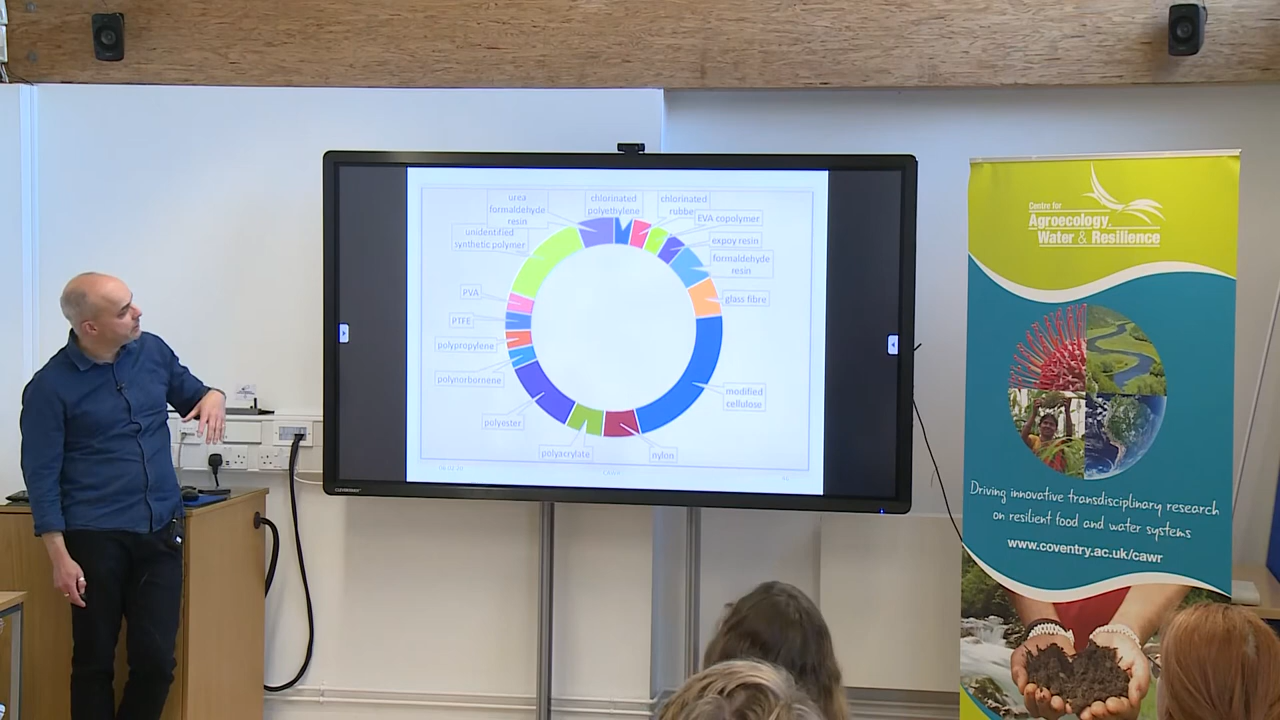 urea
formaldehyde
resin
chlorinated
polyethylene
chlorinated
rubber
EVA copolymer
unidentified
synthetic polymer
expoy resin
formaldehyde
resin
PVA
glass fibre
PTFE
polypropylene
polynorbornene
modified
cellulose
polyester
polyacrylate
nylon
CAWR
Centre for
Agroecology,
Water & Resilience
Driving innovative transdisciplinary research
on resilient food and water systems
www.coventry.ac.uk/cawr